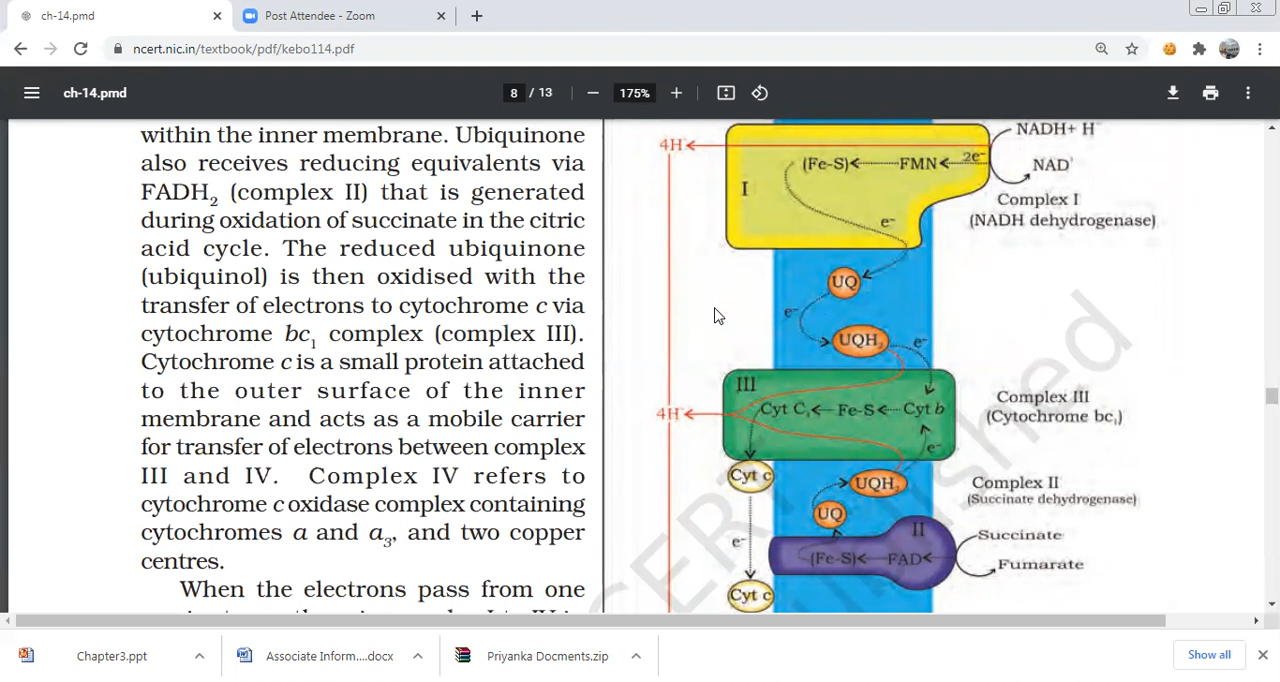 ch-14.pmd
Post Attendee - Zoom
ncert.nic.in/textbook/pdf/kebo114.pdf
ch-14.pmd
8 / 13
175%
within the inner membrane. Ubiquinone
also receives reducing equivalents via
FADH₂ (complex II) that is generated
during oxidation of succinate in the citric
acid cycle. The reduced ubiquinone
(ubiquinol) is then oxidised with the
transfer of electrons to cytochrome c via
cytochrome bc₁ complex (complex III).
Cytochrome c is a small protein attached
to the outer surface of the inner
membrane and acts as a mobile carrier
for transfer of electrons between complex
III and IV. Complex IV refers to
cytochrome c oxidase complex containing
cytochromes a and a₃, and two copper
centres.
When the electrons pass from one
4H⁺
NADH+ H⁺
(Fe-S)
FMN
2e⁻
NAD⁺
I
Complex I
(NADH dehydrogenase)
e⁻
UQ
e⁻
UQH₂
e⁻
III
4H⁺
Cyt C₁
Fe-S
Cyt b
Complex III
(Cytochrome bc₁)
e⁻
Cyt c
UQH₂
Complex II
(Succinate dehydrogenase)
UQ
II
e⁻
(Fe-S)
FAD
Succinate
Fumarate
Cyt c
Chapter3.ppt
Associate Inform....docx
Priyanka Docments.zip
Show all